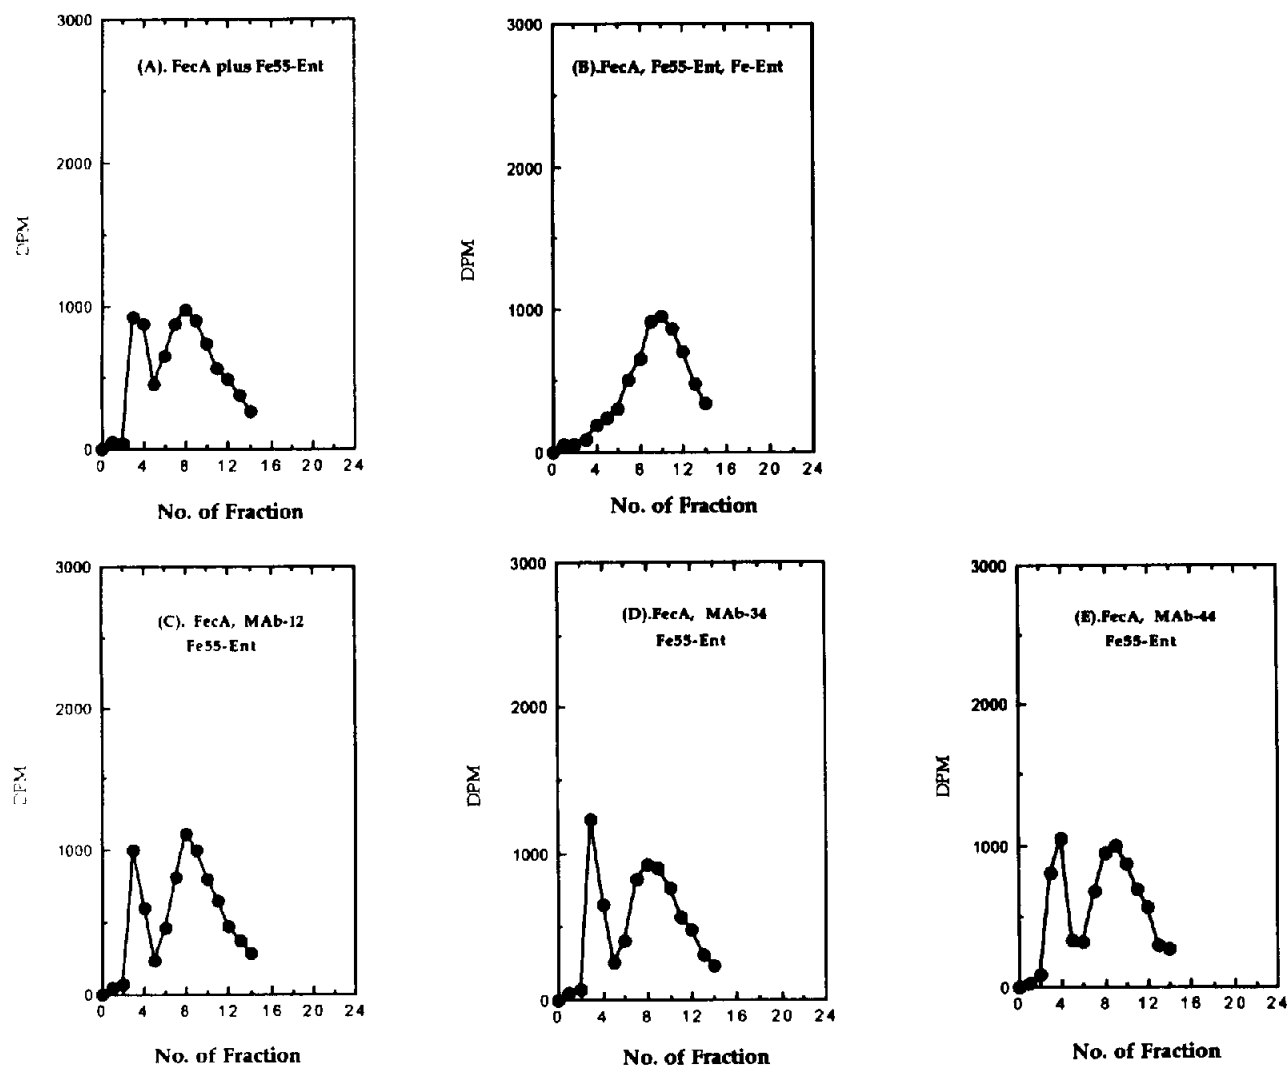 (A). FecA plus Fe55-Ent
3000
2000
1000
0
DPM
0 4 8 12 16 20 24
No. of Fraction
(B).FecA, Fe55-Ent, Fe-Ent
3000
2000
1000
0
DPM
0 4 8 12 16 20 24
No. of Fraction
(C). FecA, MAb-12
Fe55-Ent
3000
2000
1000
0
DPM
0 4 8 12 16 20 24
No. of Fraction
(D).FecA, MAb-34
Fe55-Ent
3000
2000
1000
0
DPM
0 4 8 12 16 20 24
No. of Fraction
(E).FecA, MAb-44
Fe55-Ent
3000
2000
1000
0
DPM
0 4 8 12 16 20 24
No. of Fraction